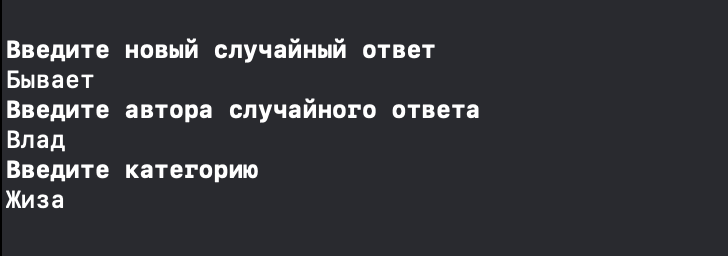 Введите новый случайный ответ
Бывает
Введите автора случайного ответа
Влад
Введите категорию
Жиза